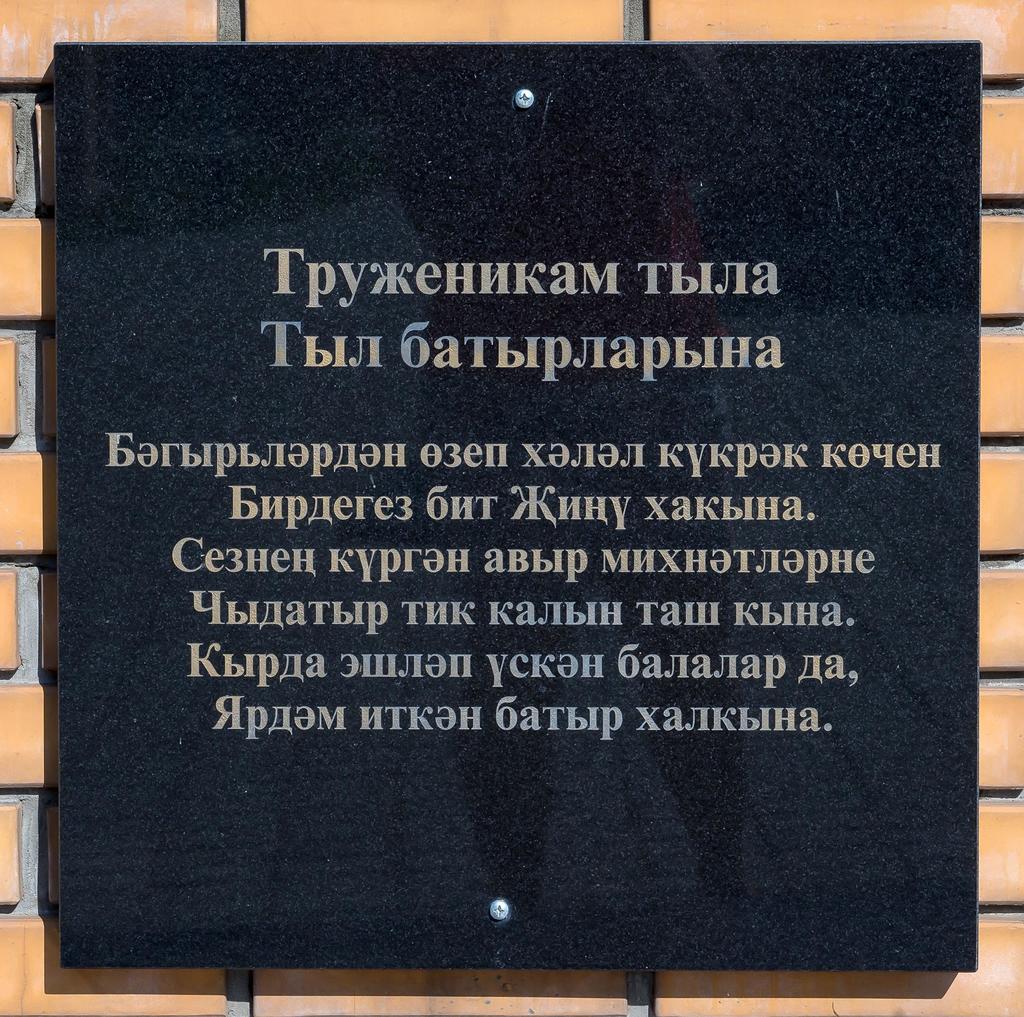 Труженикам тыла
Тыл батырларына
Бәгырьләрдән өзеп хәләл күкрәк көчен
Бирдегез бит Җиңү хакына.
Сезнең күргән авыр михнәтләрне
Чыдатыр тик калын таш кына.
Кырда эшләп үскән балалар да,
Ярдәм иткән батыр халкына.